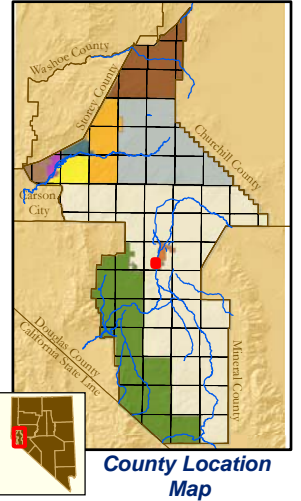 Washoe County
Storey County
Churchill County
Carson
City
Douglas County
California State Line
Mineral County
County Location
Map